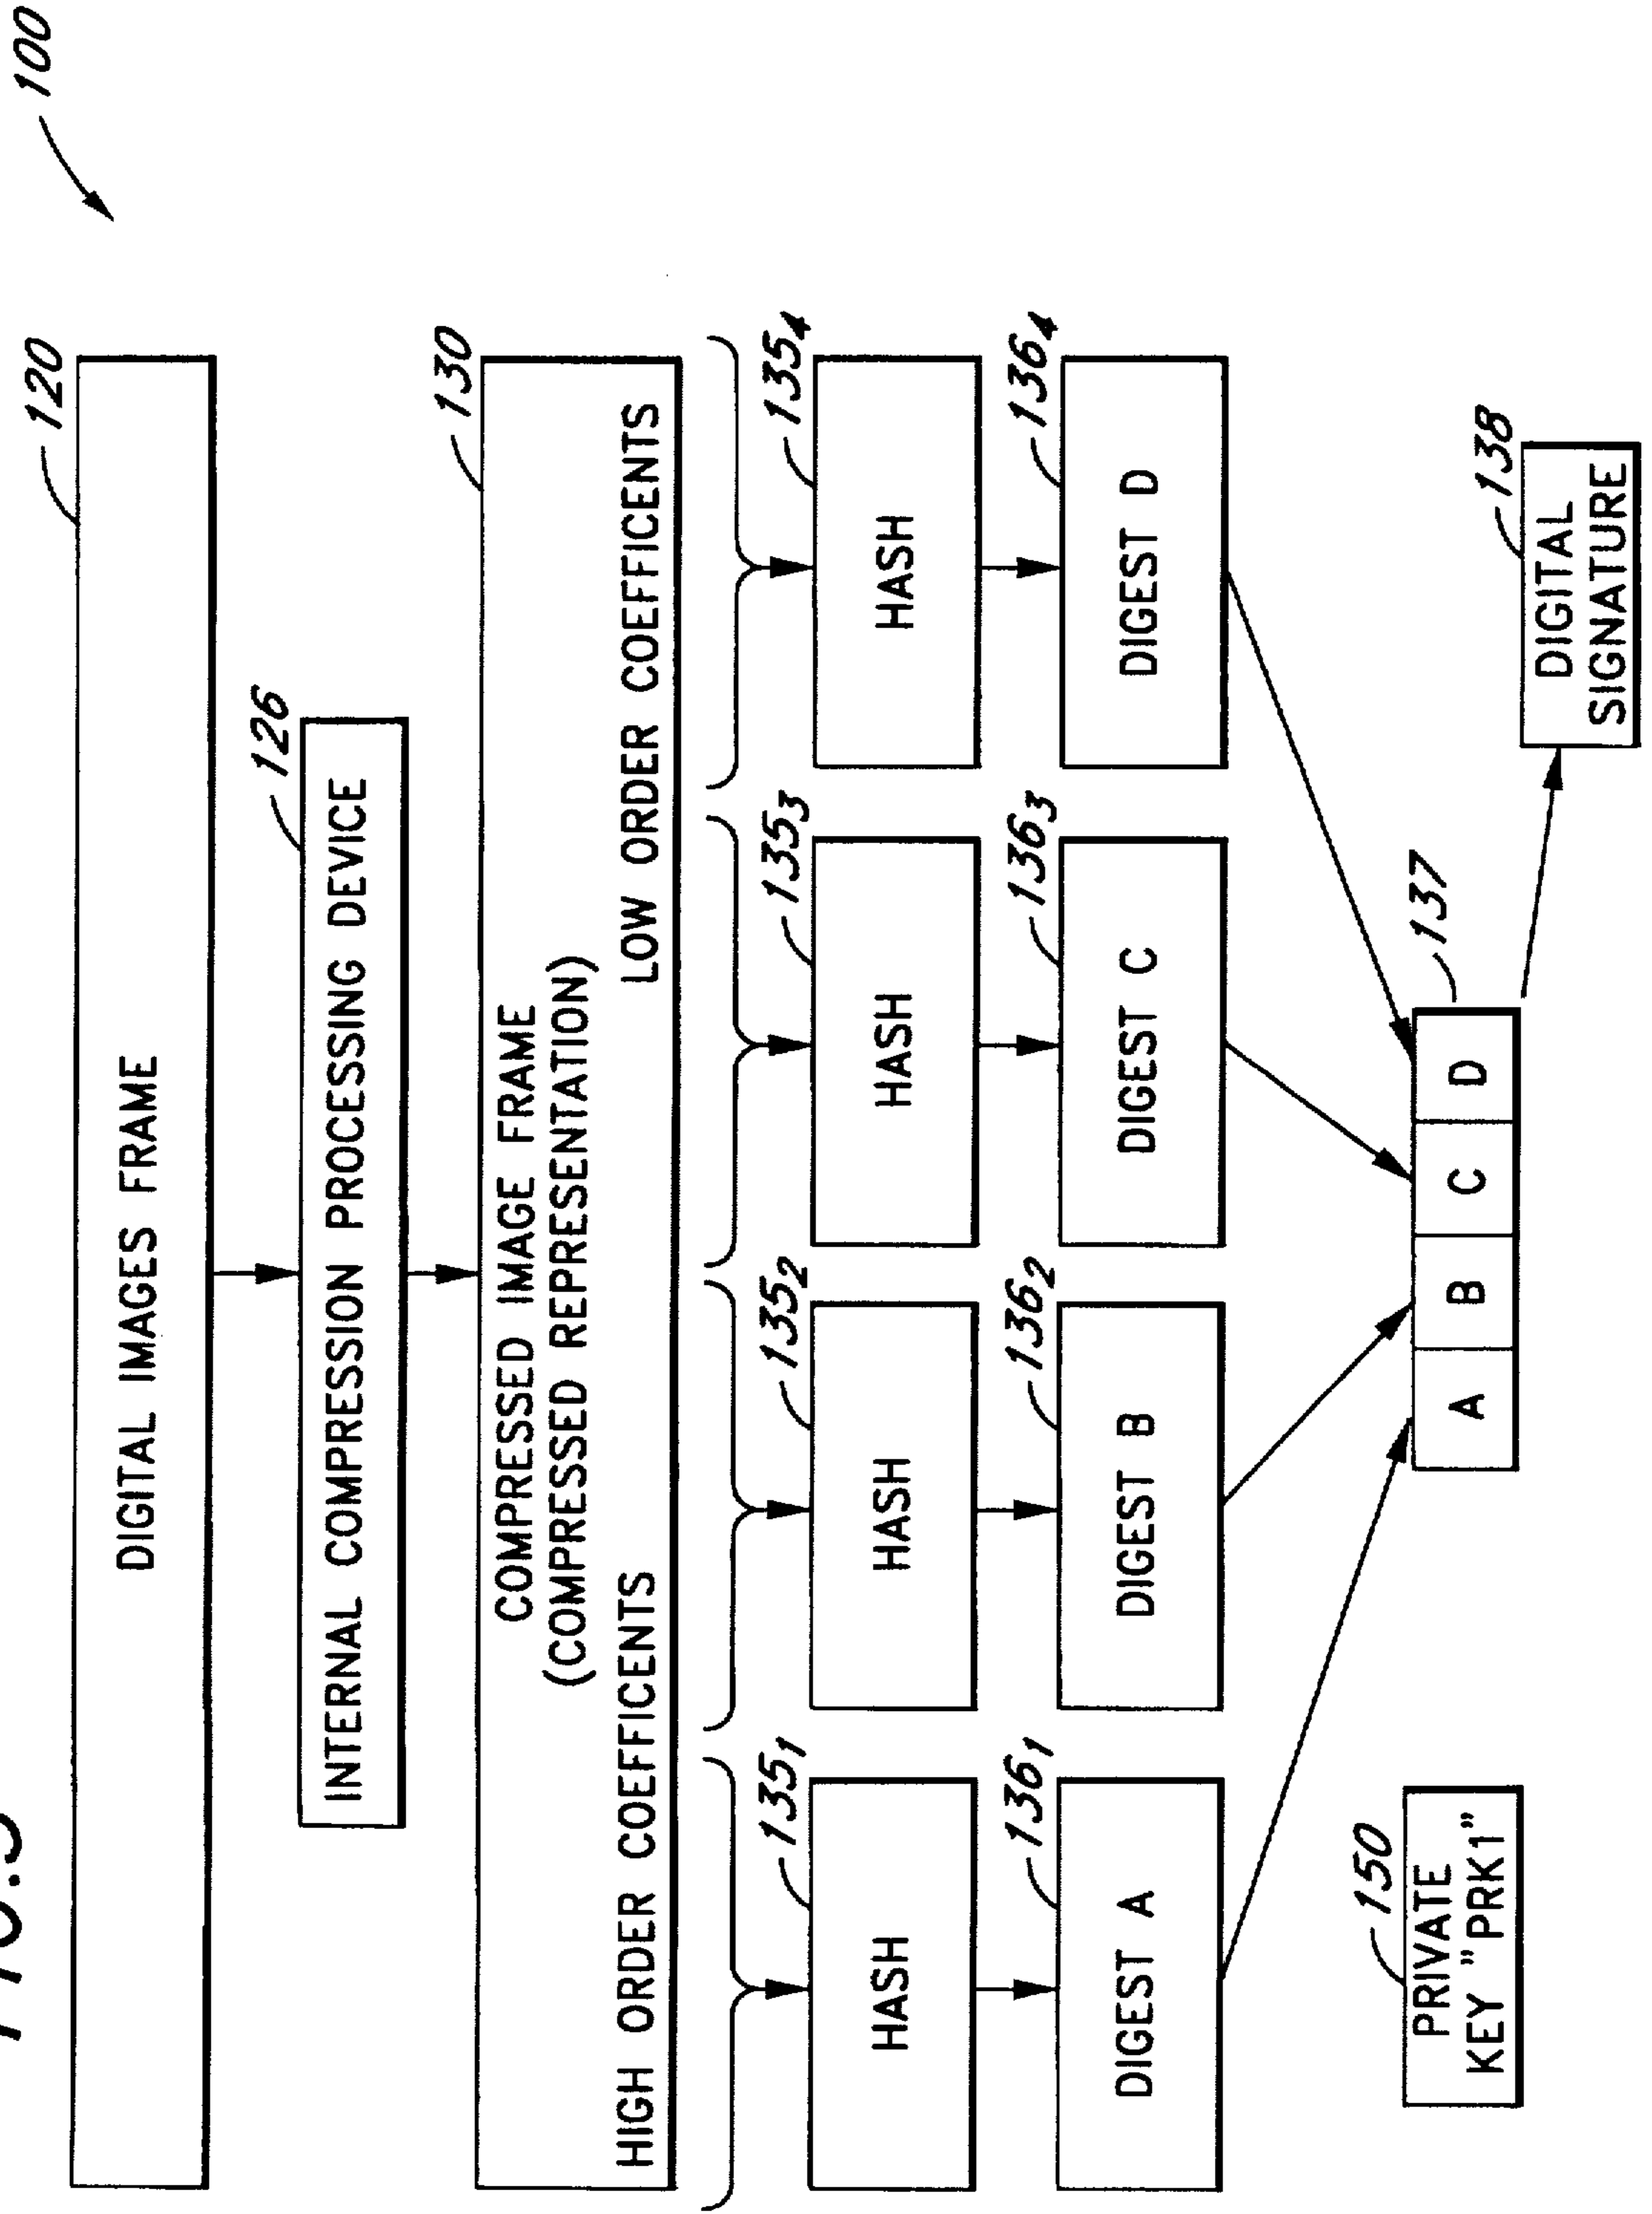 100
120
DIGITAL IMAGES FRAME
126
INTERNAL COMPRESSION PROCESSING DEVICE
130
COMPRESSED IMAGE FRAME
(COMPRESSED REPRESENTATION)
HIGH ORDER COEFFICENTS LOW ORDER COEFFICENTS
135₁ 135₂ 135₃ 135₄
HASH HASH HASH HASH
136₁ 136₂ 136₃ 136₄
DIGEST A DIGEST B DIGEST C DIGEST D
150
PRIVATE
KEY "PRK1"
137
A B C D
138
DIGITAL
SIGNATURE